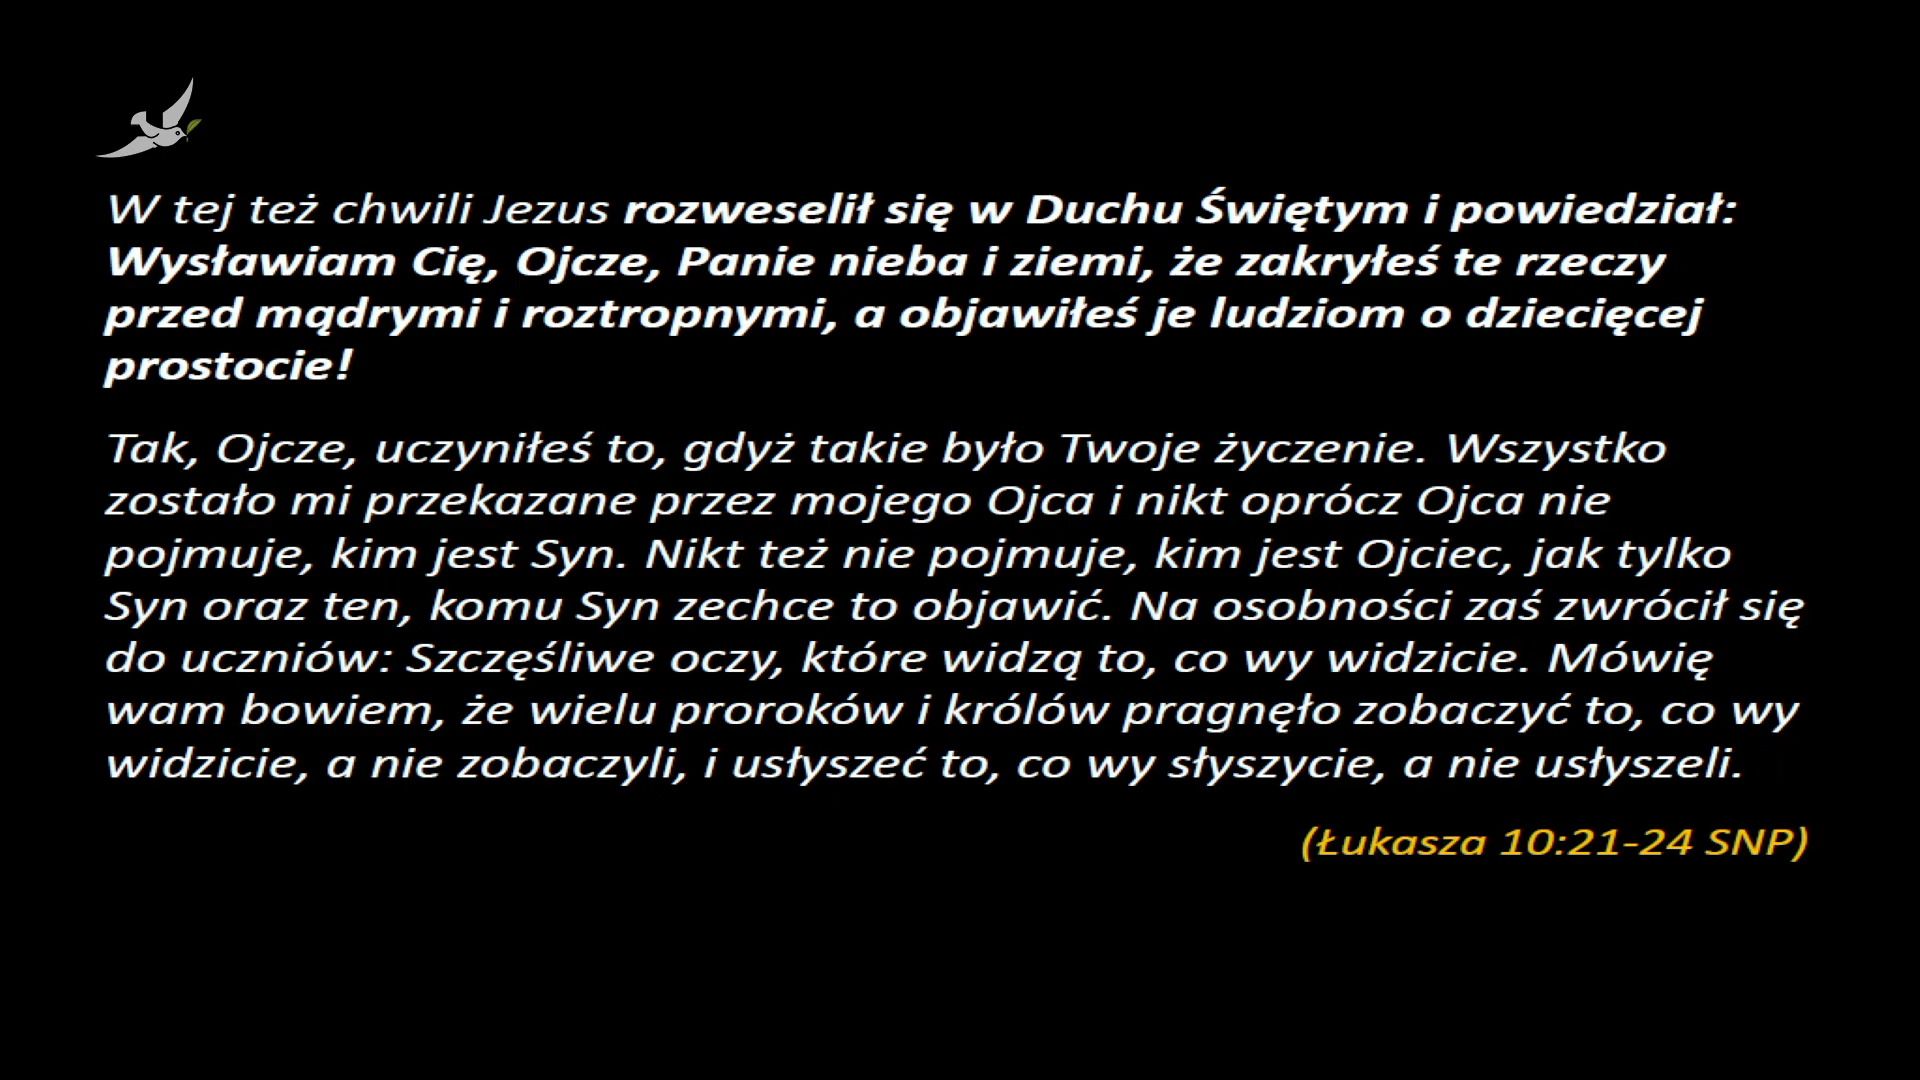 W tej też chwili Jezus rozweselił się w Duchu Świętym i powiedział:
Wysławiam Cię, Ojcze, Panie nieba i ziemi, że zakryłeś te rzeczy
przed mądrymi i roztropnymi, a objawiłeś je ludziom o dziecięcej
prostocie!
Tak, Ojcze, uczyniłeś to, gdyż takie było Twoje życzenie. Wszystko
zostało mi przekazane przez mojego Ojca i nikt oprócz Ojca nie
pojmuje, kim jest Syn. Nikt też nie pojmuje, kim jest Ojciec, jak tylko
Syn oraz ten, komu Syn zechce to objawić. Na osobności zaś zwrócił się
do uczniów: Szczęśliwe oczy, które widzą to, co wy widzicie. Mówię
wam bowiem, że wielu proroków i królów pragnęło zobaczyć to, co wy
widzicie, a nie zobaczyli, i usłyszeć to, co wy słyszycie, a nie usłyszeli.
(Łukasza 10:21-24 SNP)